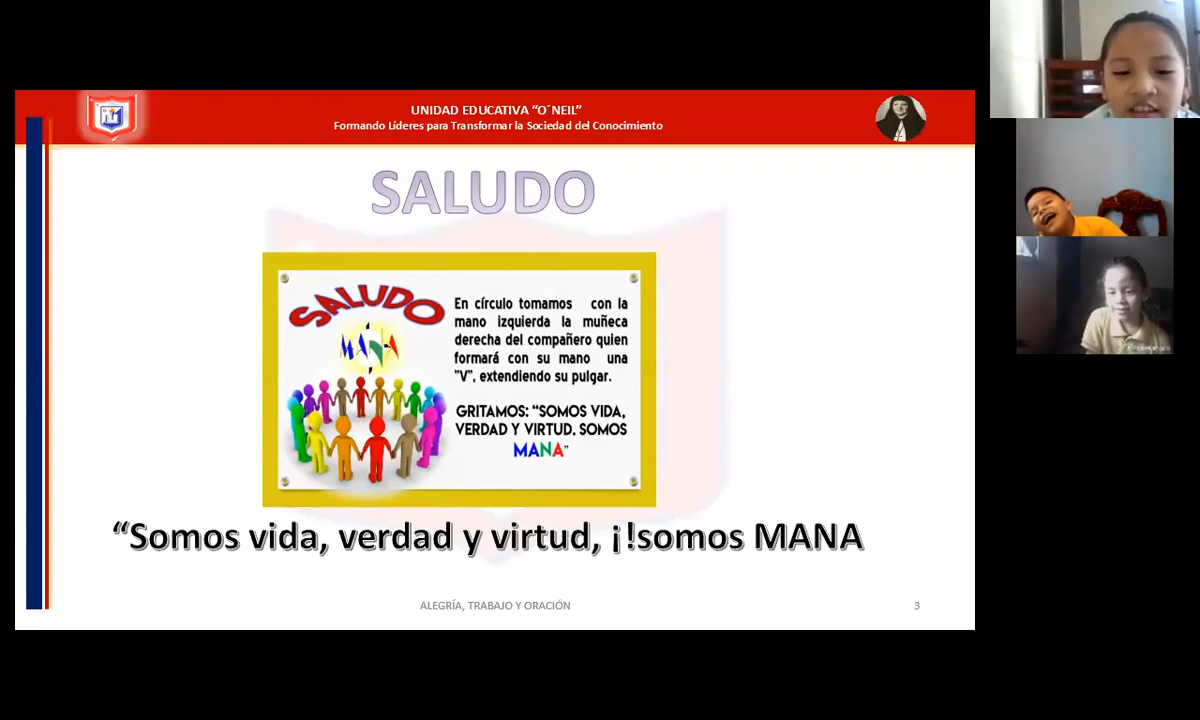 UNIDAD EDUCATIVA “O´NEIL”
Formando Líderes para Transformar la Sociedad del Conocimiento
SALUDO
SALUDO
MANA
En círculo tomamos con la
mano izquierda la muñeca
derecha del compañero quien
formará con su mano una
"V", extendiendo su pulgar.
GRITAMOS: “SOMOS VIDA,
VERDAD Y VIRTUD. SOMOS
MANA”
“Somos vida, verdad y virtud, ¡!somos MANA
ALEGRÍA, TRABAJO Y ORACIÓN
3